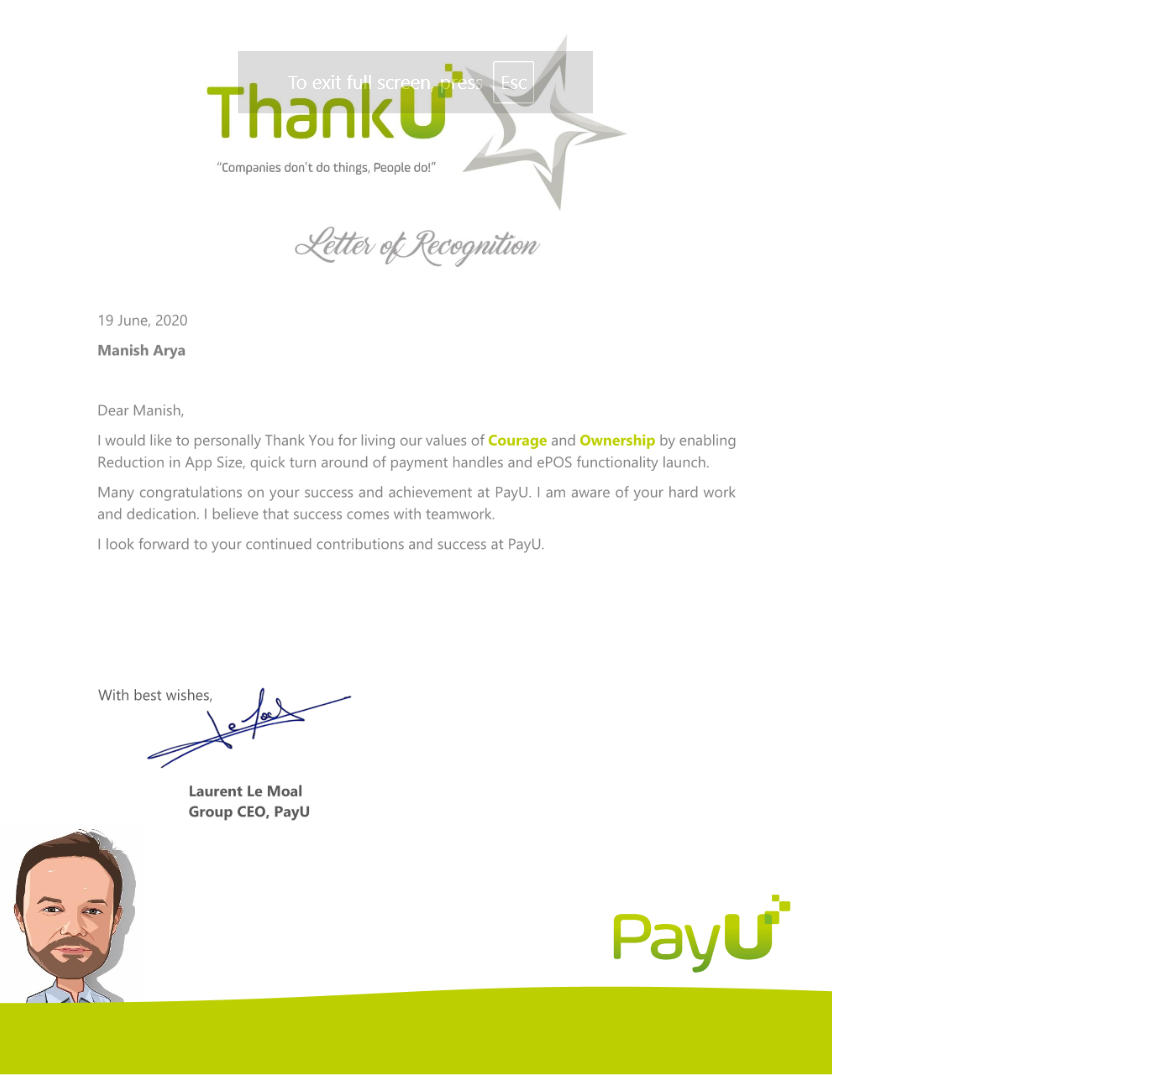 To exit full screen, press Esc
ThankU
“Companies don't do things, People do!”
Letter of Recognition
19 June, 2020
Manish Arya
Dear Manish,
I would like to personally Thank You for living our values of Courage and Ownership by enabling
Reduction in App Size, quick turn around of payment handles and ePOS functionality launch.
Many congratulations on your success and achievement at PayU. I am aware of your hard work
and dedication. I believe that success comes with teamwork.
I look forward to your continued contributions and success at PayU.
With best wishes,
Le Moal
Laurent Le Moal
Group CEO, PayU
PayU